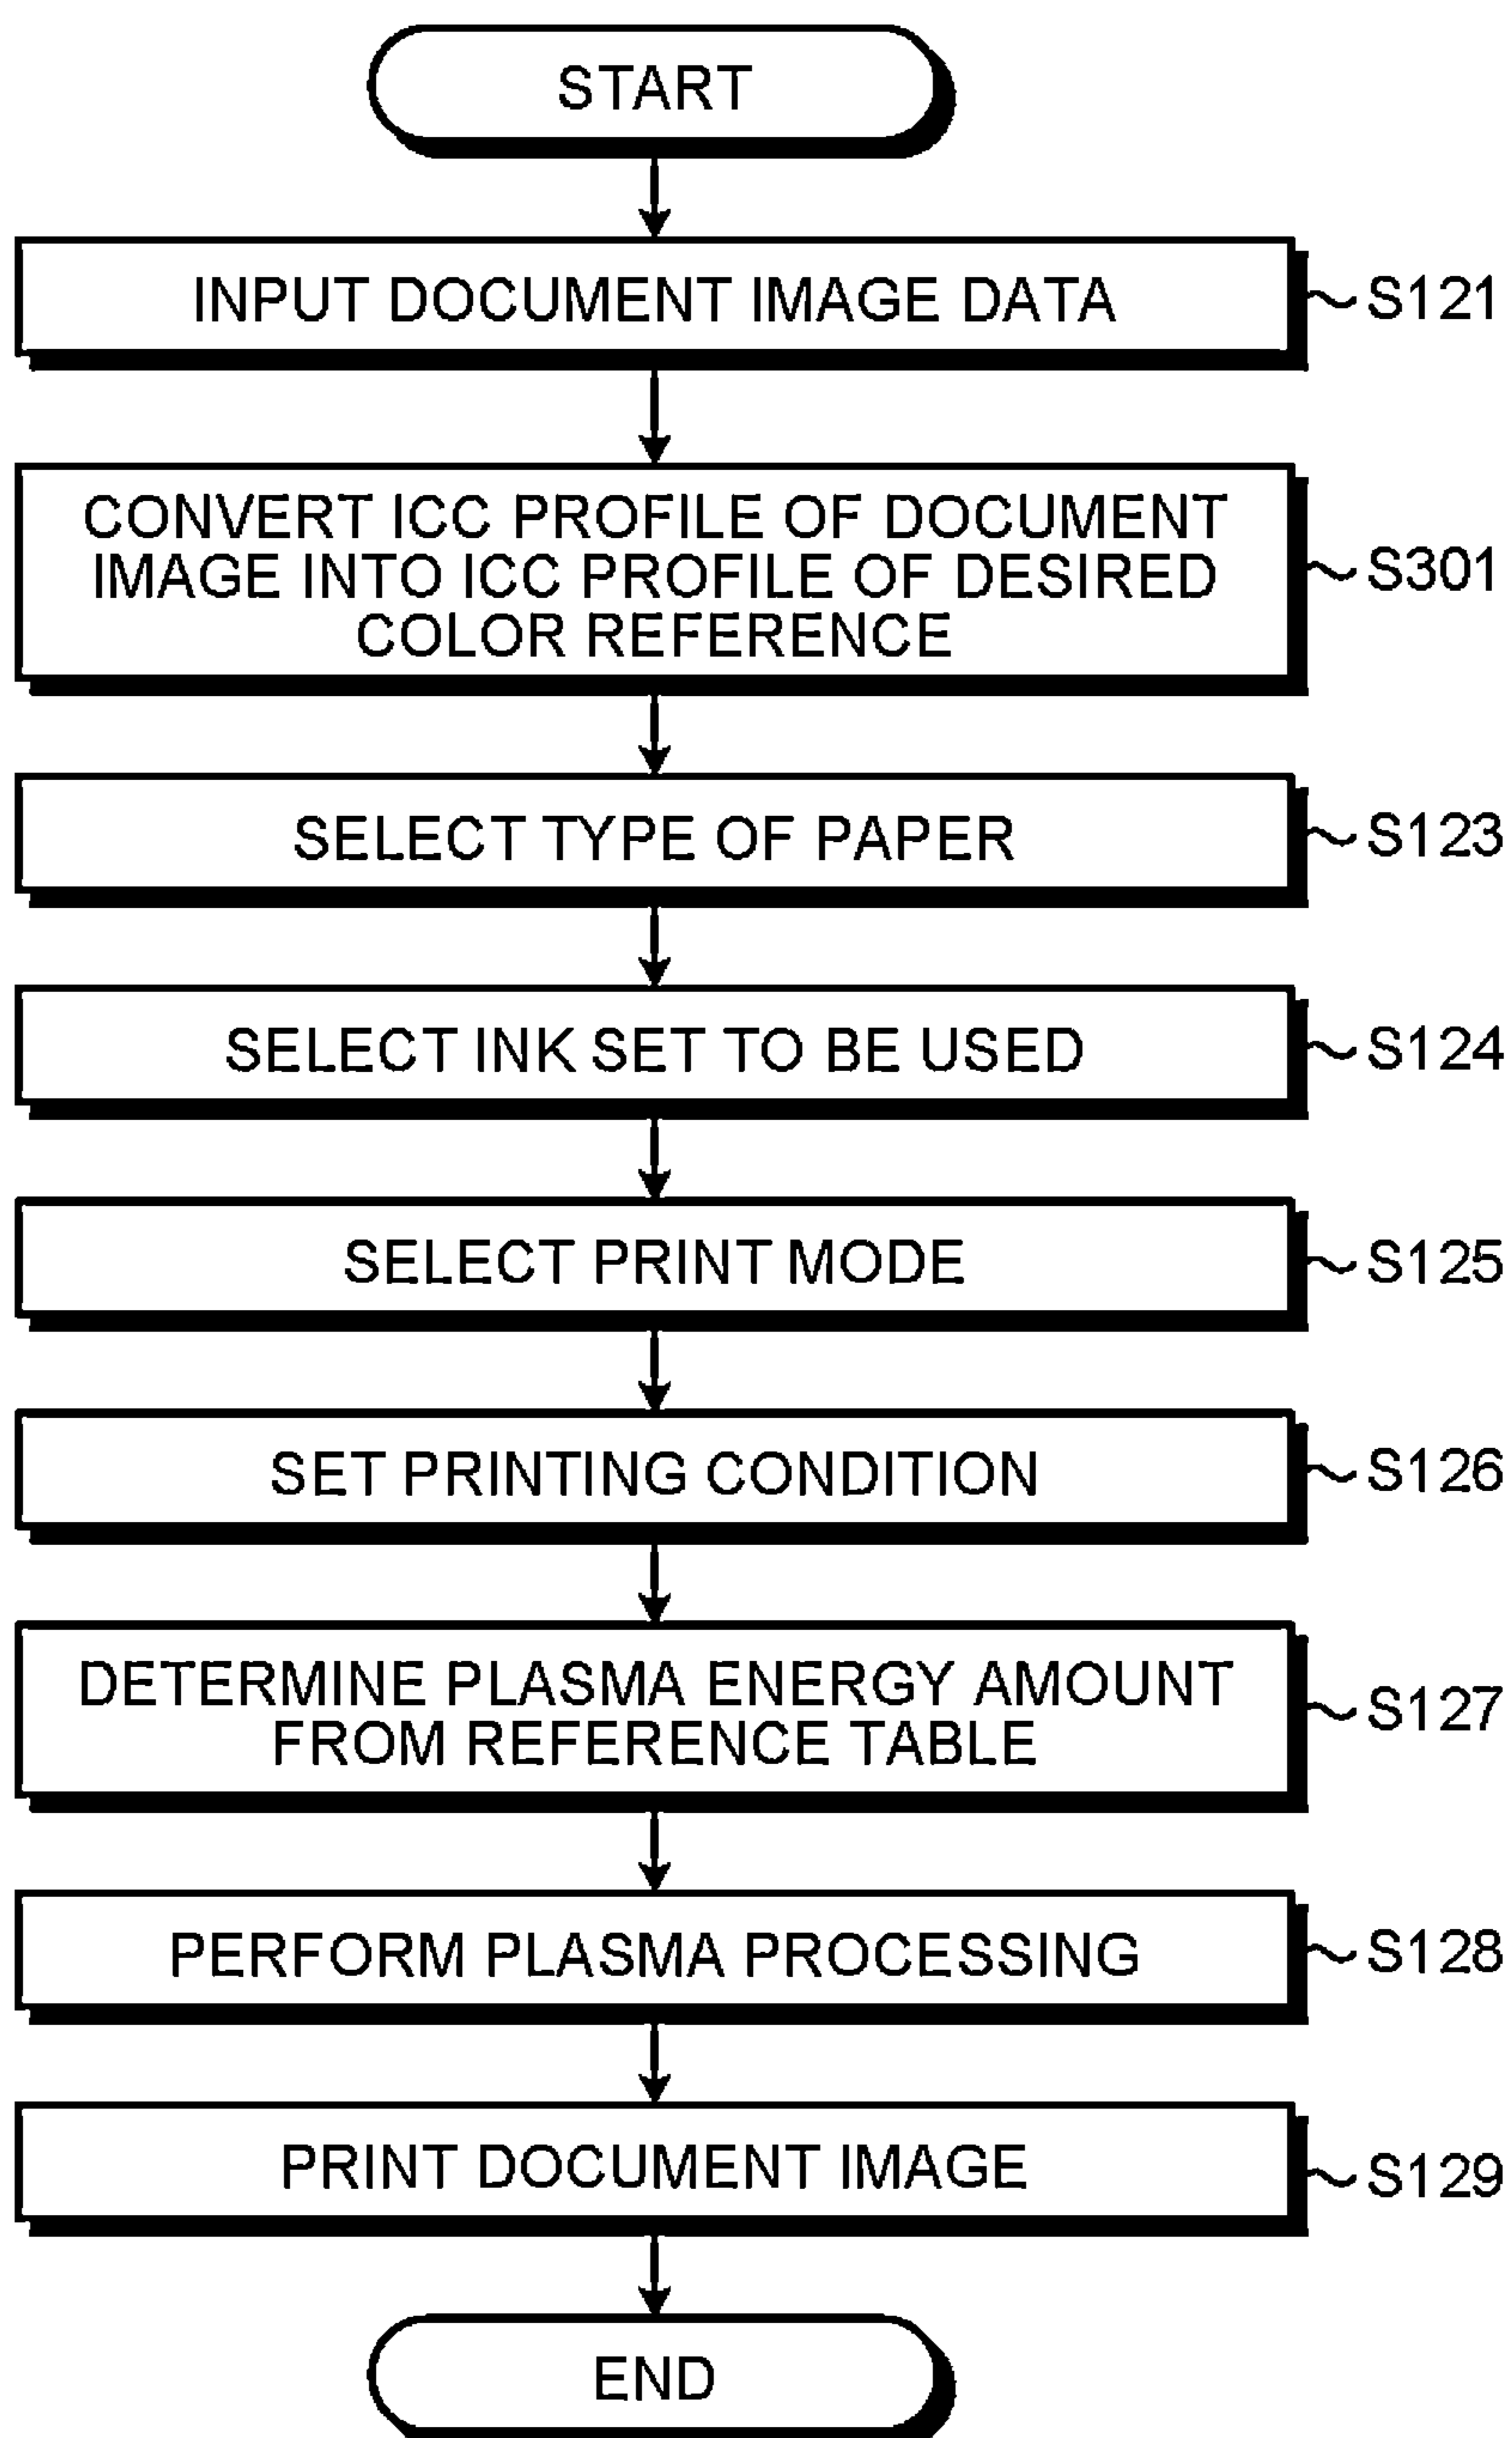 START
INPUT DOCUMENT IMAGE DATA
S121
CONVERT ICC PROFILE OF DOCUMENT
IMAGE INTO ICC PROFILE OF DESIRED
COLOR REFERENCE
S301
SELECT TYPE OF PAPER
S123
SELECT INK SET TO BE USED
S124
SELECT PRINT MODE
S125
SET PRINTING CONDITION
S126
DETERMINE PLASMA ENERGY AMOUNT
FROM REFERENCE TABLE
S127
PERFORM PLASMA PROCESSING
S128
PRINT DOCUMENT IMAGE
S129
END